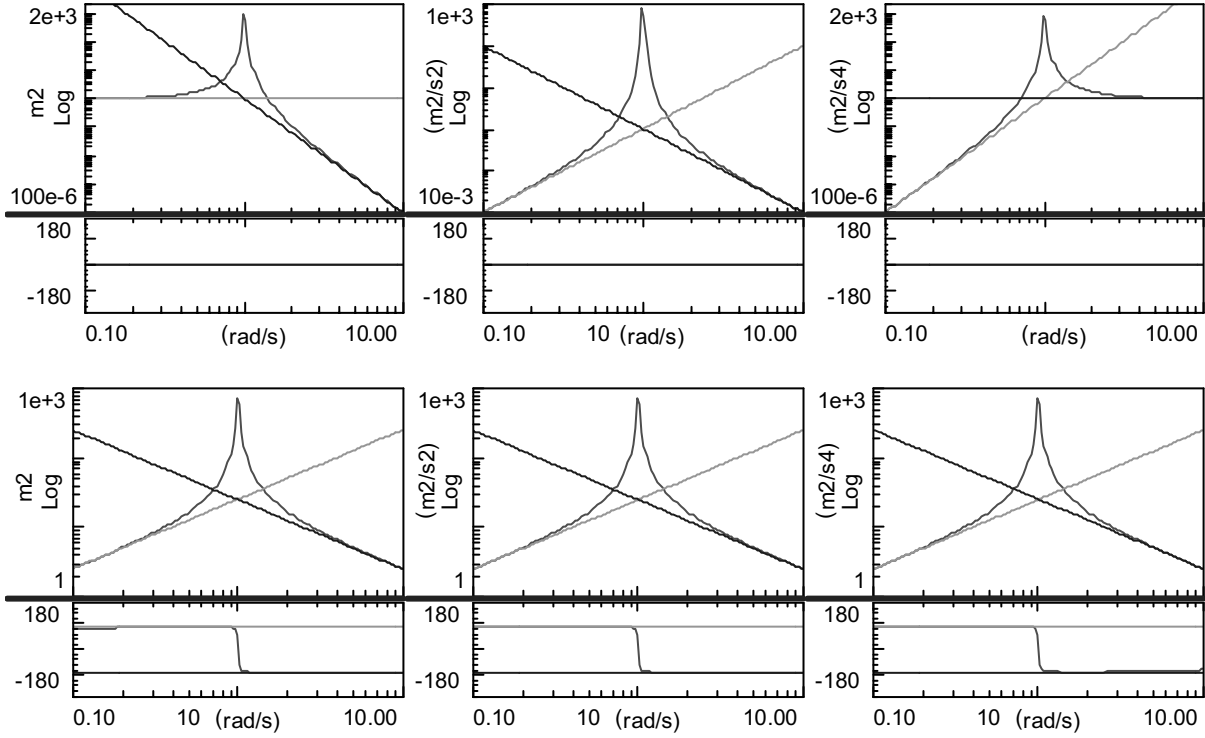 2e+3
m2
Log
100e-6
180
-180
0.10
(rad/s)
10.00
1e+3
(m2/s2)
Log
10e-3
180
-180
0.10
10
(rad/s)
10.00
2e+3
(m2/s4)
Log
100e-6
180
-180
0.10
(rad/s)
10.00
1e+3
m2
Log
1
180
-180
0.10
10
(rad/s)
10.00
1e+3
(m2/s2)
Log
1
180
-180
0.10
10
(rad/s)
10.00
1e+3
(m2/s4)
Log
1
180
-180
0.10
10
(rad/s)
10.00